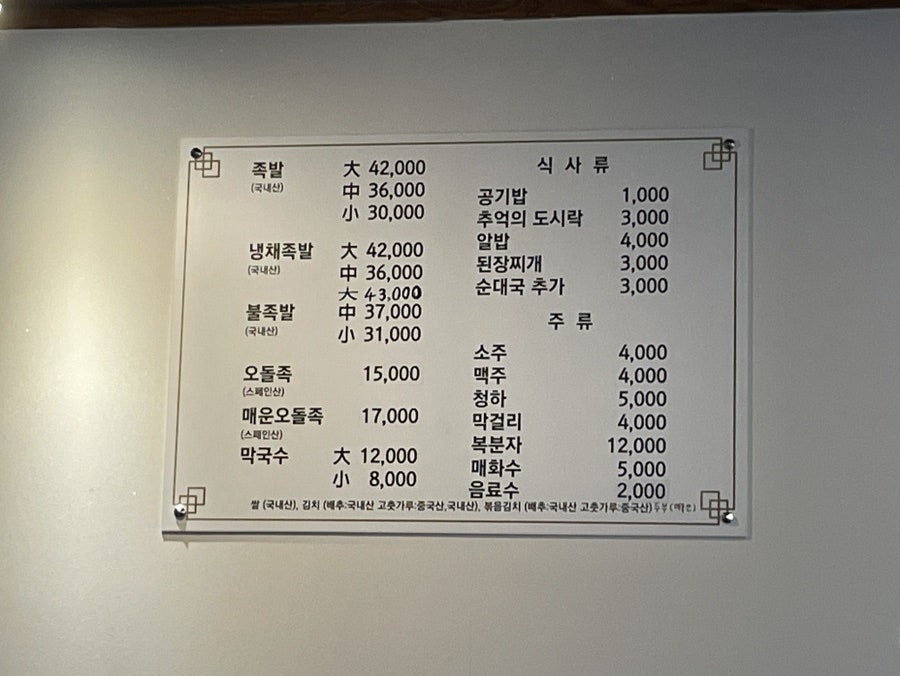 족발 大 42,000
(국내산) 中 36,000
小 30,000
냉채족발 大 42,000
(국내산) 中 36,000
大 43,000
불족발 中 37,000
(국내산) 小 31,000
오돌족 15,000
(스페인산)
매운오돌족 17,000
(스페인산)
막국수 大 12,000
小 8,000
식 사 류
공기밥 1,000
추억의 도시락 3,000
알밥 4,000
된장찌개 3,000
순대국 추가 3,000
주 류
소주 4,000
맥주 4,000
청하 5,000
막걸리 4,000
복분자 12,000
매화수 5,000
음료수 2,000
쌀 (국내산), 김치 (배추:국내산 고춧가루:중국산,국내산), 볶음김치 (배추:국내산 고춧가루:중국산) 두부